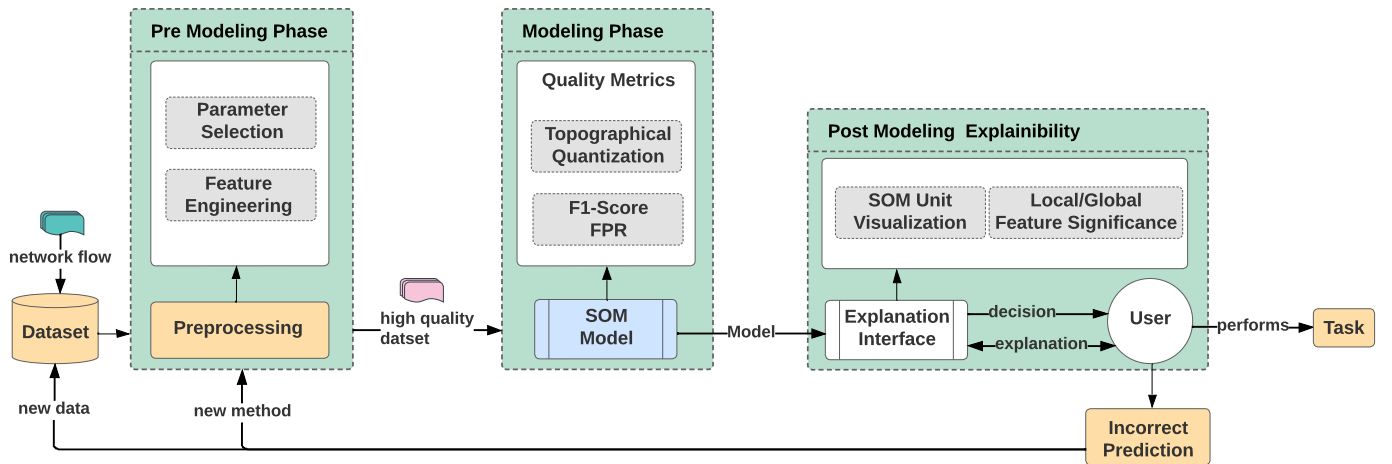 Pre Modeling Phase
Parameter
Selection
Feature
Engineering
Preprocessing
network flow
Dataset
new data
new method
high quality
datset
Modeling Phase
Quality Metrics
Topographical
Quantization
F1-Score
FPR
SOM
Model
Model
Post Modeling Explainibility
SOM Unit
Visualization
Local/Global
Feature Significance
Explanation
Interface
decision
explanation
User
performs
Task
Incorrect
Prediction